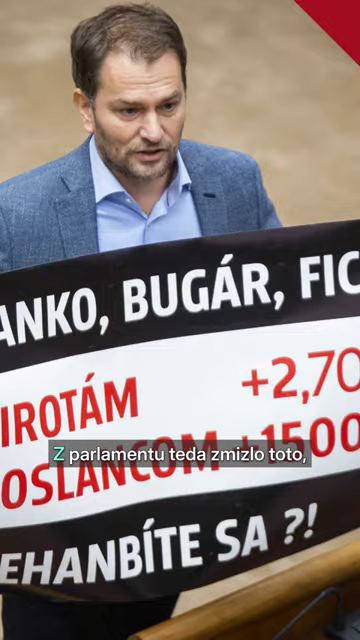 ANKO, BUGÁR, FIC
IROTÁM +2,70
OSLANCOM +1500
Z parlamentu teda zmizlo toto,
EHANBÍTE SA ?!